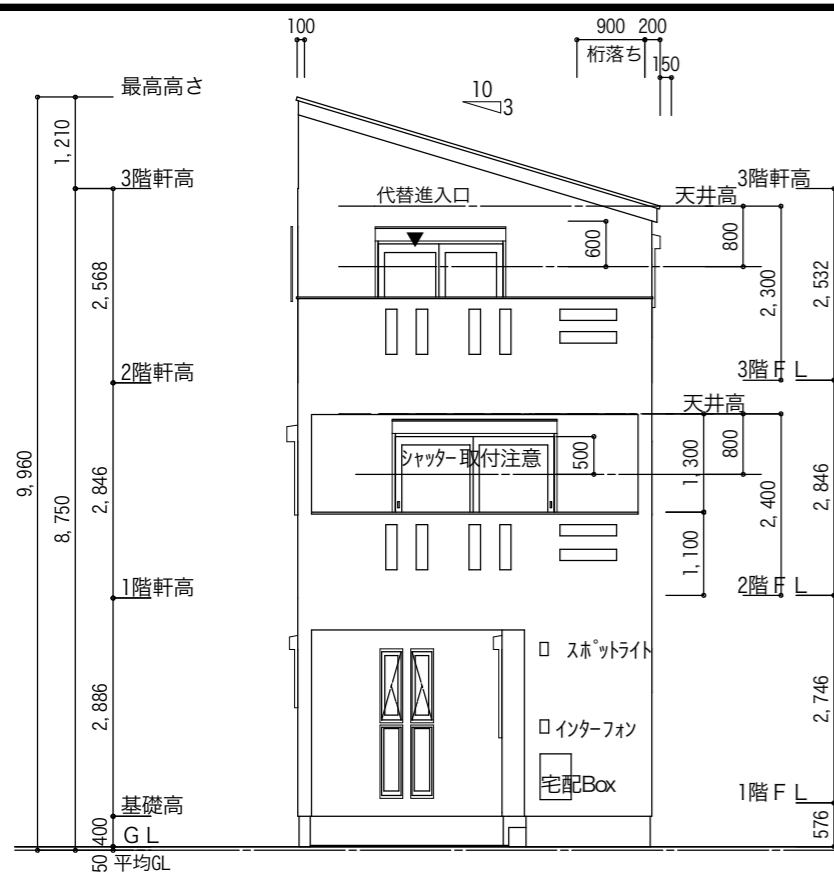 100
900 200
桁落ち
150
最高高さ
10
3
1,210
3階軒高
代替進入口
天井高
3階軒高
600
800
2,568
2,300
2,532
2階軒高
3階ＦＬ
天井高
シャッター取付注意
500
1,300
800
9,960
8,750
2,846
2,400
2,846
1,100
1階軒高
2階ＦＬ
スポットライト
2,886
2,746
インターフォン
宅配Box
1階ＦＬ
基礎高
400
576
ＧＬ
50
平均GL